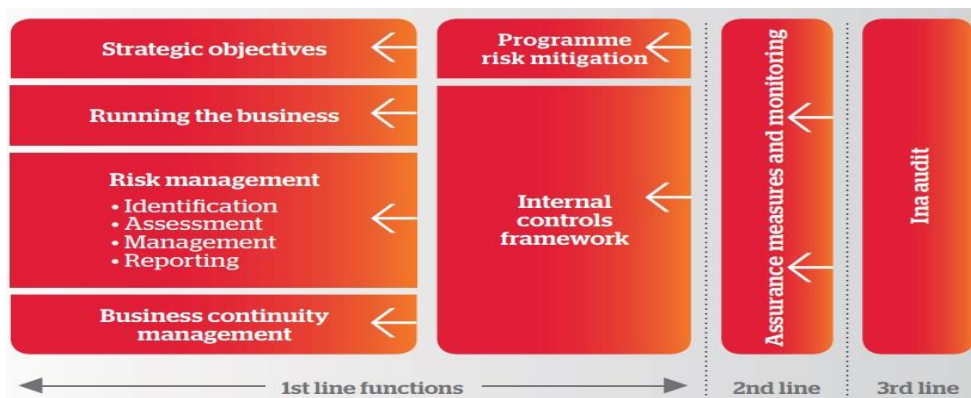 Strategic objectives
Running the business
Risk management
• Identification
• Assessment
• Management
• Reporting
Business continuity
management
Programme
risk mitigation
Internal
controls
framework
Assurance measures and monitoring
Ina audit
1st line functions
2nd line
3rd line